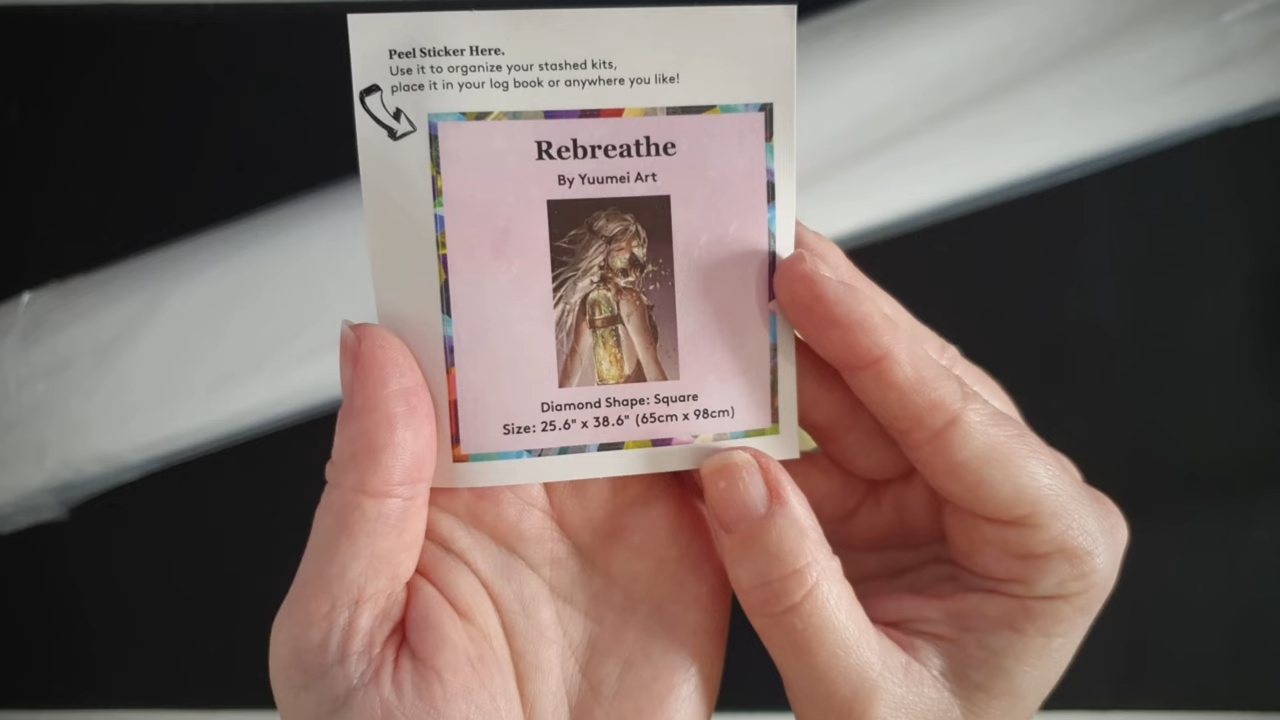 Peel Sticker Here.
Use it to organize your stashed kits,
place it in your log book or anywhere you like!
Rebreathe
By Yuumei Art
Diamond Shape: Square
Size: 25.6" x 38.6" (65cm x 98cm)